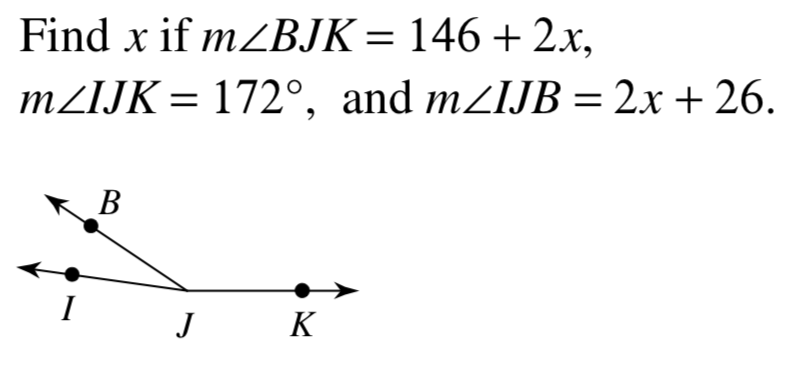 Find x if m∠BJK = 146 + 2x,
m∠IJK = 172°, and m∠IJB = 2x + 26.
B
I
J
K